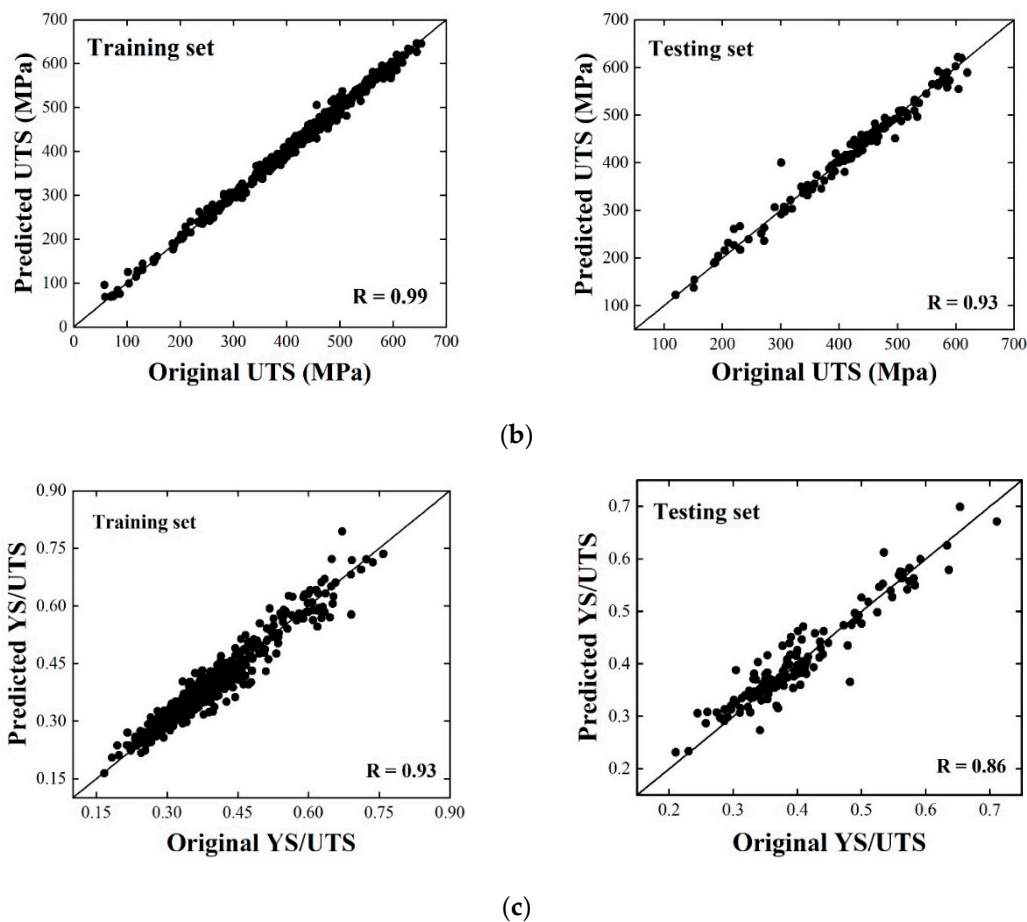 700
600
500
400
300
200
100
0
Predicted UTS (MPa)
Training set
R = 0.99
0 100 200 300 400 500 600 700
Original UTS (MPa)
700
600
500
400
300
200
100
Predicted UTS (MPa)
Testing set
R = 0.93
100 200 300 400 500 600 700
Original UTS (Mpa)
(b)
0.90
0.75
0.60
0.45
0.30
0.15
Predicted YS/UTS
Training set
R = 0.93
0.15 0.30 0.45 0.60 0.75 0.90
Original YS/UTS
0.7
0.6
0.5
0.4
0.3
0.2
Predicted YS/UTS
Testing set
R = 0.86
0.2 0.3 0.4 0.5 0.6 0.7
Original YS/UTS
(c)